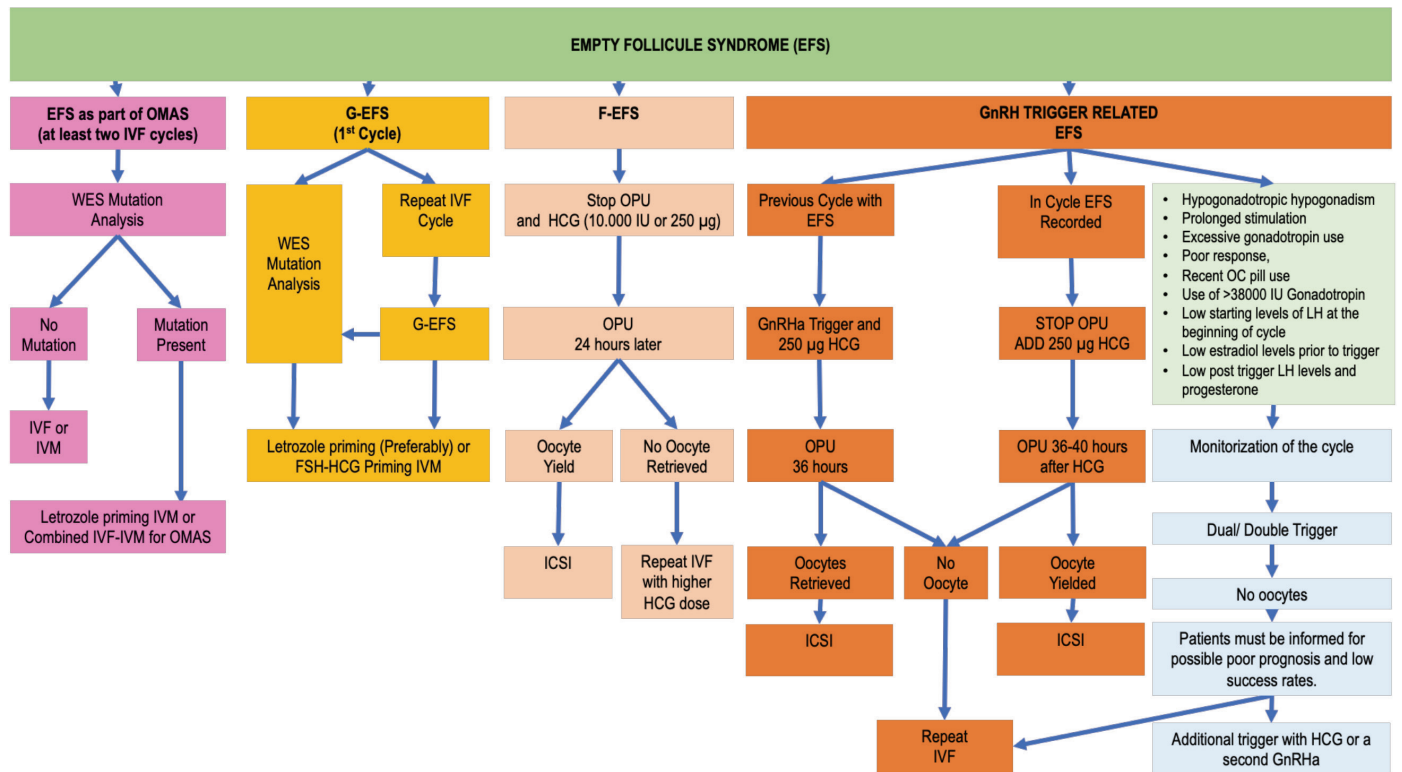 EMPTY FOLLICULE SYNDROME (EFS)
EFS as part of OMAS
(at least two IVF cycles)
WES Mutation
Analysis
No
Mutation
Mutation
Present
IVF or
IVM
Letrozole priming IVM or
Combined IVF-IVM for OMAS
G-EFS
(1st Cycle)
WES
Mutation
Analysis
Repeat IVF
Cycle
G-EFS
Letrozole priming (Preferably) or
FSH-HCG Priming IVM
F-EFS
Stop OPU
and HCG (10.000 IU or 250 µg)
OPU
24 hours later
Oocyte
Yield
No Oocyte
Retrieved
ICSI
Repeat IVF
with higher
HCG dose
GnRH TRIGGER RELATED
EFS
Previous Cycle with
EFS
GnRHa Trigger and
250 µg HCG
OPU
36 hours
Oocytes
Retrieved
ICSI
In Cycle EFS
Recorded
STOP OPU
ADD 250 µg HCG
OPU 36-40 hours
after HCG
No
Oocyte
Oocyte
Yielded
ICSI
Repeat
IVF
• Hypogonadotropic hypogonadism
• Prolonged stimulation
• Excessive gonadotropin use
• Poor response,
• Recent OC pill use
• Use of >38000 IU Gonadotropin
• Low starting levels of LH at the
beginning of cycle
• Low estradiol levels prior to trigger
• Low post trigger LH levels and
progesterone
Monitorization of the cycle
Dual/ Double Trigger
No oocytes
Patients must be informed for
possible poor prognosis and low
success rates.
Additional trigger with HCG or a
second GnRHa